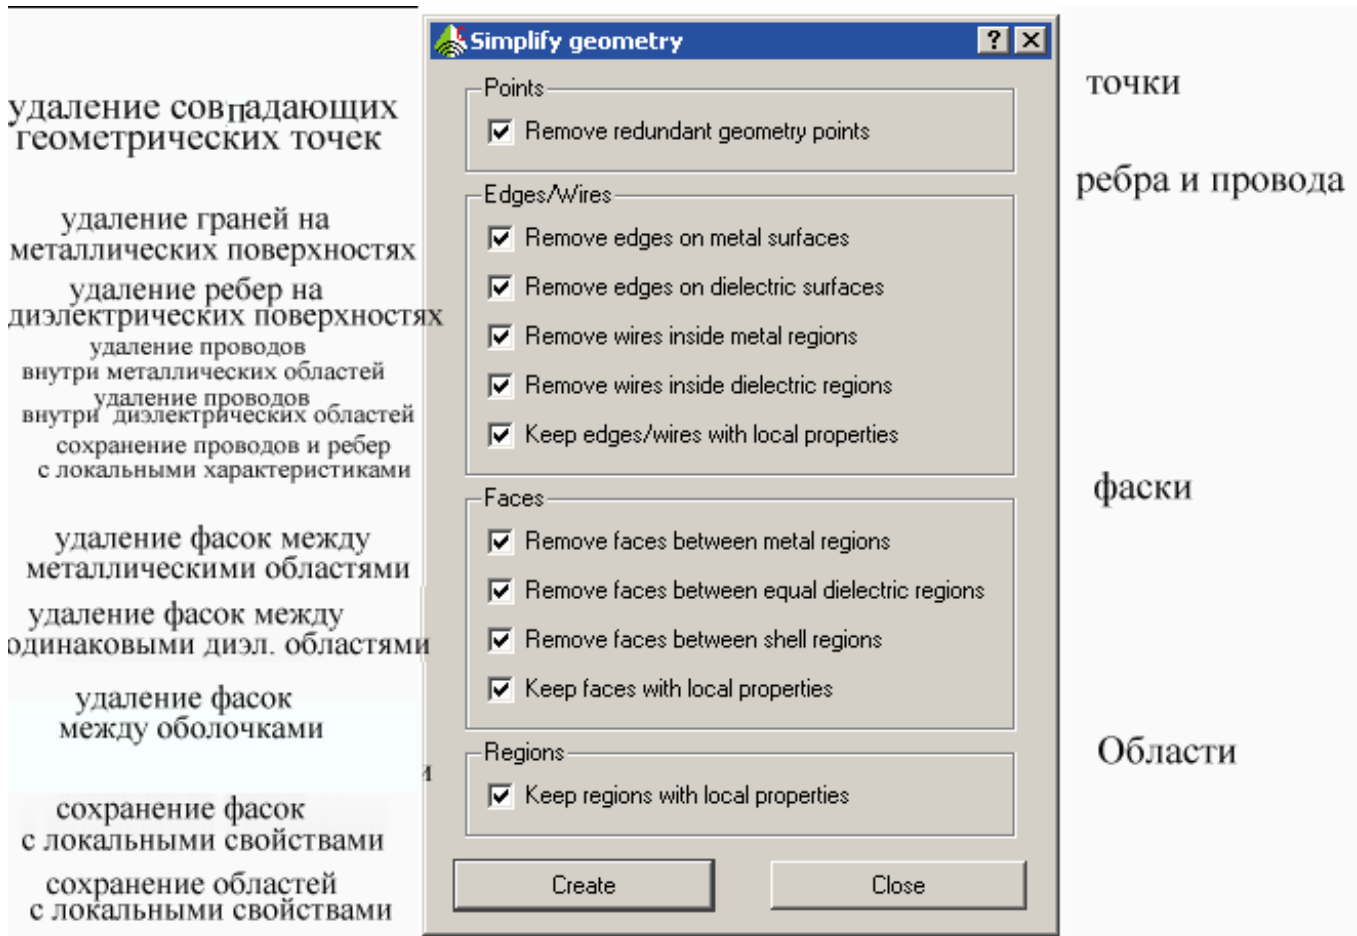 удаление совпадающих
геометрических точек
удаление граней на
металлических поверхностях
удаление ребер на
диэлектрических поверхностях
удаление проводов
внутри металлических областей
удаление проводов
внутри диэлектрических областей
сохранение проводов и ребер
с локальными характеристиками
удаление фасок между
металлическими областями
удаление фасок между
одинаковыми диэл. областями
удаление фасок
между оболочками
и
сохранение фасок
с локальными свойствами
сохранение областей
с локальными свойствами
Simplify geometry
Points
Remove redundant geometry points
Edges/Wires
Remove edges on metal surfaces
Remove edges on dielectric surfaces
Remove wires inside metal regions
Remove wires inside dielectric regions
Keep edges/wires with local properties
Faces
Remove faces between metal regions
Remove faces between equal dielectric regions
Remove faces between shell regions
Keep faces with local properties
Regions
Keep regions with local properties
Create Close
точки
ребра и провода
фаски
Области